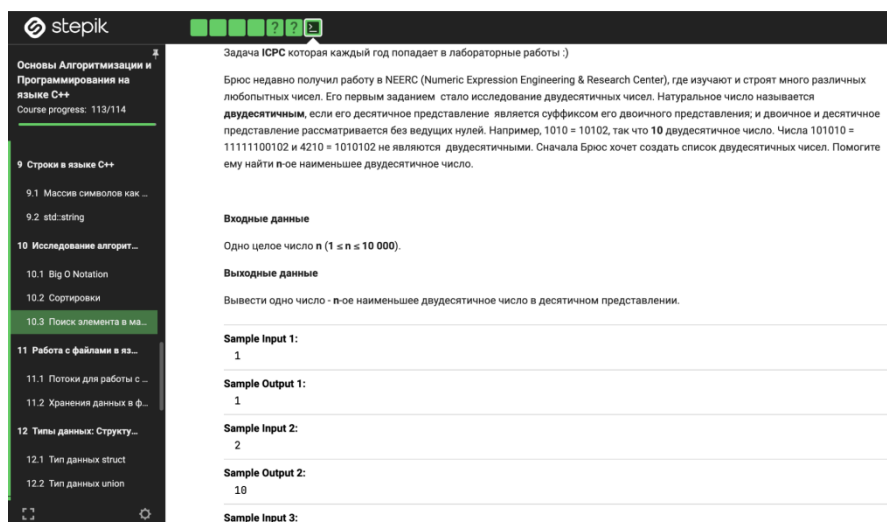 stepik
? ?
Основы Алгоритмизации и
Программирования на
языке C++
Course progress: 113/114
9 Строки в языке C++
9.1 Массив символов как ...
9.2 std::string
10 Исследование алгорит...
10.1 Big O Notation
10.2 Сортировки
10.3 Поиск элемента в ма...
11 Работа с файлами в яз...
11.1 Потоки для работы с ...
11.2 Хранения данных в ф...
12 Типы данных: Структу...
12.1 Тип данных struct
12.2 Тип данных union
Задача ICPC которая каждый год попадает в лабораторные работы :)
Брюс недавно получил работу в NEERC (Numeric Expression Engineering & Research Center), где изучают и строят много различных
любопытных чисел. Его первым заданием стало исследование двудесятичных чисел. Натуральное число называется
двудесятичным, если его десятичное представление является суффиксом его двоичного представления; и двоичное и десятичное
представление рассматривается без ведущих нулей. Например, 1010 = 10102, так что 10 двудесятичное число. Числа 101010 =
11111100102 и 4210 = 1010102 не являются двудесятичными. Сначала Брюс хочет создать список двудесятичных чисел. Помогите
ему найти n-ое наименьшее двудесятичное число.
Входные данные
Одно целое число n (1 ≤ n ≤ 10 000).
Выходные данные
Вывести одно число - n-ое наименьшее двудесятичное число в десятичном представлении.
Sample Input 1:
1
Sample Output 1:
1
Sample Input 2:
2
Sample Output 2:
10
Sample Input 3: